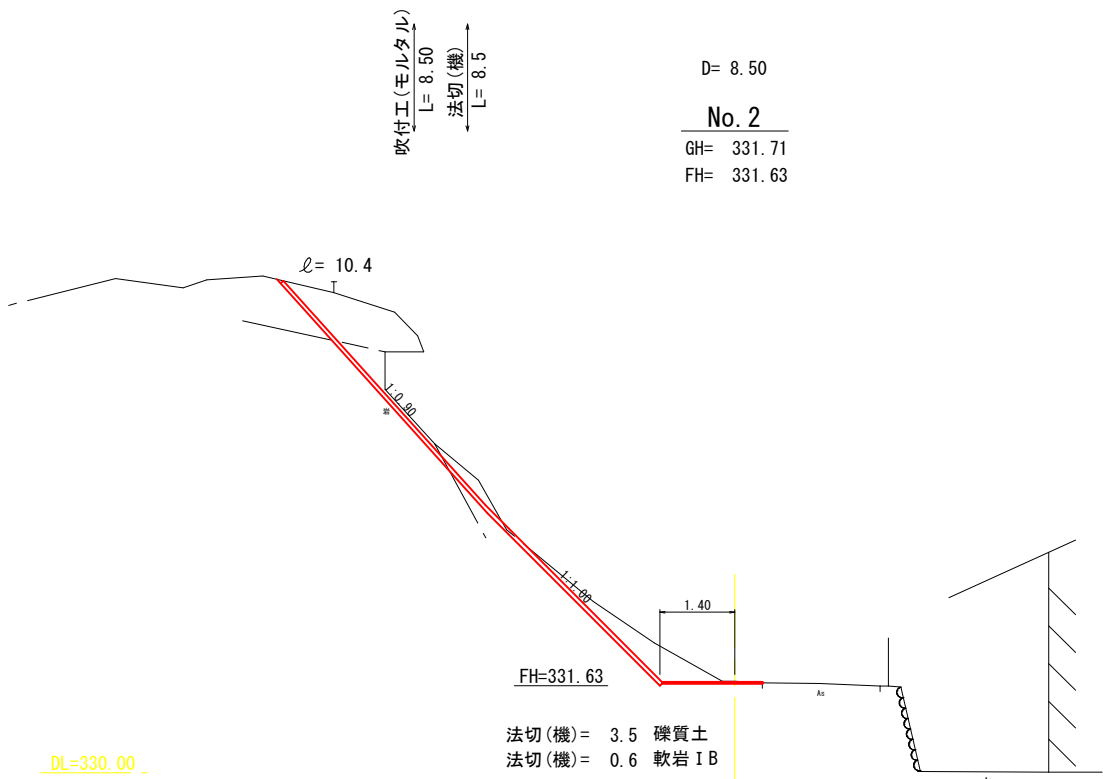 吹付工(モルタル)
L= 8.50
法切(機)
L= 8.5
D= 8.50
No.2
GH= 331.71
FH= 331.63
ℓ= 10.4
1:0.90
岩
1:1.00
1.40
FH=331.63
As
法切(機)= 3.5 礫質土
法切(機)= 0.6 軟岩ⅠB
DL=330.00